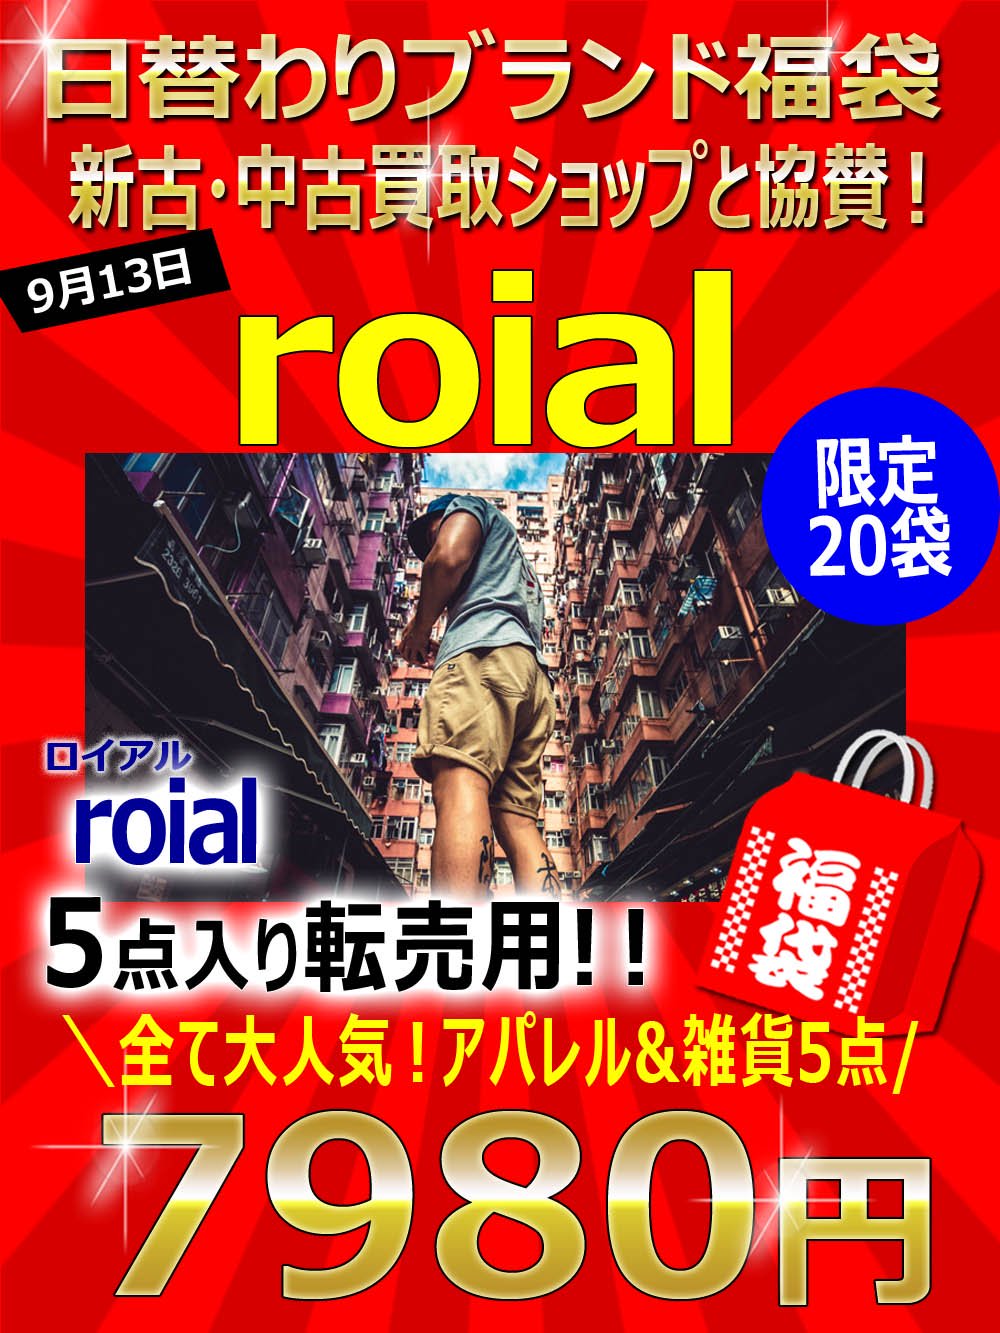 日替わりブランド福袋
新古・中古買取ショップと協賛！
9月13日
roial
限定
20袋
ロイアル
roial
福袋
5点入り転売用！！
\全て大人気！アパレル&雑貨5点/
7980円